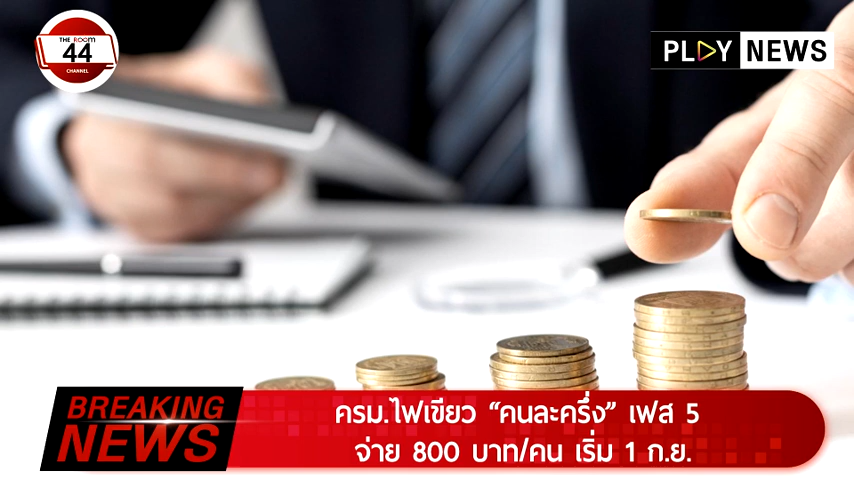 THE ROOM
44
CHANNEL
PLAY NEWS
BREAKING
NEWS
ครม.ไฟเขียว “คนละครึ่ง” เฟส 5
จ่าย 800 บาท/คน เริ่ม 1 ก.ย.